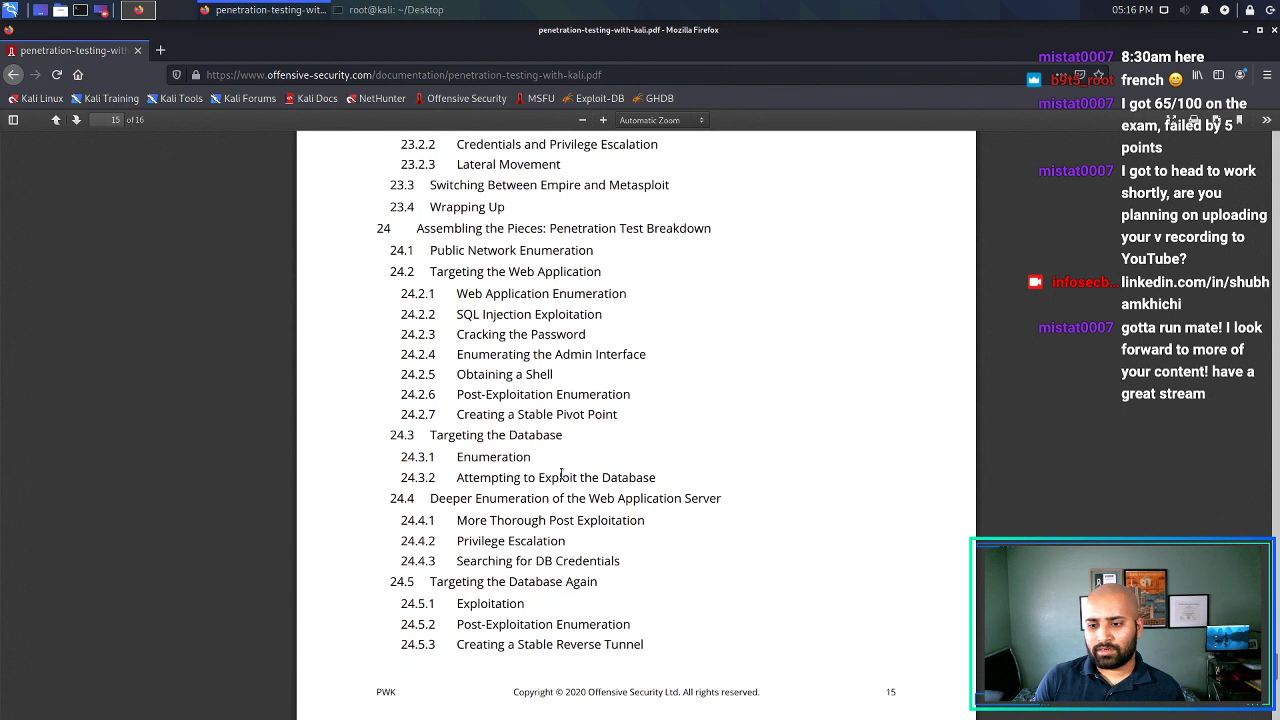 penetration-testing-wit...
root@kali: ~/Desktop
05:16 PM
penetration-testing-with-kali.pdf - Mozilla Firefox
penetration-testing-with-
https://www.offensive-security.com/documentation/penetration-testing-with-kali.pdf
Kali Linux
Kali Training
Kali Tools
Kali Forums
Kali Docs
NetHunter
Offensive Security
MSFU
Exploit-DB
GHDB
15 of 16
Automatic Zoom
23.2.2 Credentials and Privilege Escalation
23.2.3 Lateral Movement
23.3 Switching Between Empire and Metasploit
23.4 Wrapping Up
24 Assembling the Pieces: Penetration Test Breakdown
24.1 Public Network Enumeration
24.2 Targeting the Web Application
24.2.1 Web Application Enumeration
24.2.2 SQL Injection Exploitation
24.2.3 Cracking the Password
24.2.4 Enumerating the Admin Interface
24.2.5 Obtaining a Shell
24.2.6 Post-Exploitation Enumeration
24.2.7 Creating a Stable Pivot Point
24.3 Targeting the Database
24.3.1 Enumeration
24.3.2 Attempting to Exploit the Database
24.4 Deeper Enumeration of the Web Application Server
24.4.1 More Thorough Post Exploitation
24.4.2 Privilege Escalation
24.4.3 Searching for DB Credentials
24.5 Targeting the Database Again
24.5.1 Exploitation
24.5.2 Post-Exploitation Enumeration
24.5.3 Creating a Stable Reverse Tunnel
PWK Copyright © 2020 Offensive Security Ltd. All rights reserved. 15
mistat0007 8:30am here
b9t5_root french 😊
mistat0007 I got 65/100 on the
exam, failed by 5
points
mistat0007 I got to head to work
shortly, are you
planning on uploading
your v recording to
YouTube?
infosecb... linkedin.com/in/shubh
amkhichi
mistat0007 gotta run mate! I look
forward to more of
your content! have a
great stream